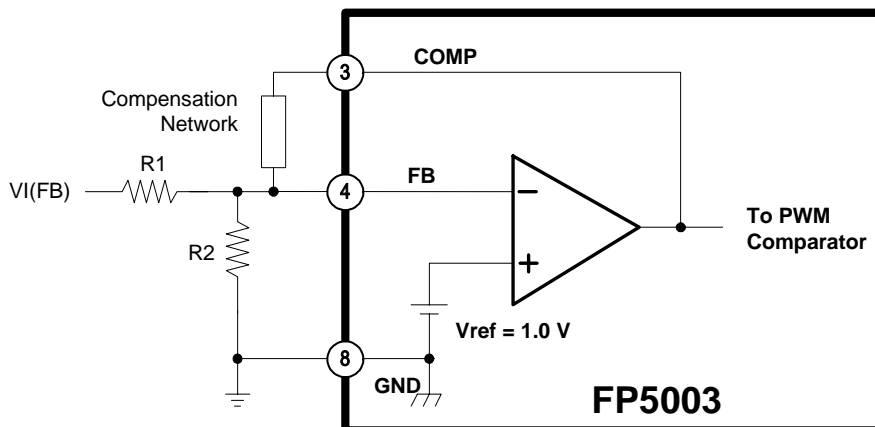 COMP
3
Compensation
Network
R1
VI(FB)
4
FB
−
R2
+
To PWM
Comparator
Vref = 1.0 V
8
GND
FP5003